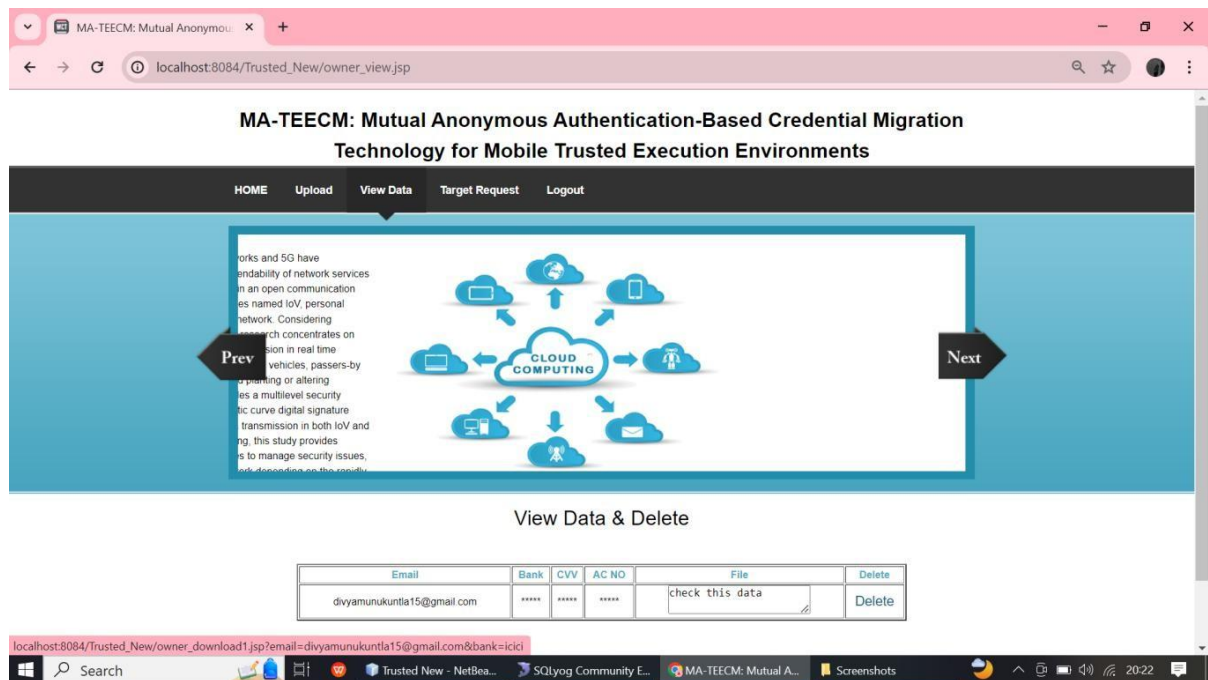 MA-TEECM: Mutual Anonymou
localhost:8084/Trusted_New/owner_view.jsp
MA-TEECM: Mutual Anonymous Authentication-Based Credential Migration
Technology for Mobile Trusted Execution Environments
HOME Upload View Data Target Request Logout
orks and 5G have
endability of network services
in an open communication
es named IoV, personal
network. Considering
concentrates on
sion in real time
vehicles, passers-by
planting or altering
es a multilevel security
tic curve digital signature
transmission in both IoV and
ng, this study provides
s to manage security issues,
Prev
CLOUD
COMPUTING
Next
View Data & Delete
Email Bank CVV AC NO File Delete
divyamunukuntla15@gmail.com ***** ***** ***** check this data Delete
localhost:8084/Trusted_New/owner_download1.jsp?email=divyamunukuntla15@gmail.com&bank=icici
Search Trusted New - NetBea... SQLyog Community E... MA-TEECM: Mutual A... Screenshots 20:22